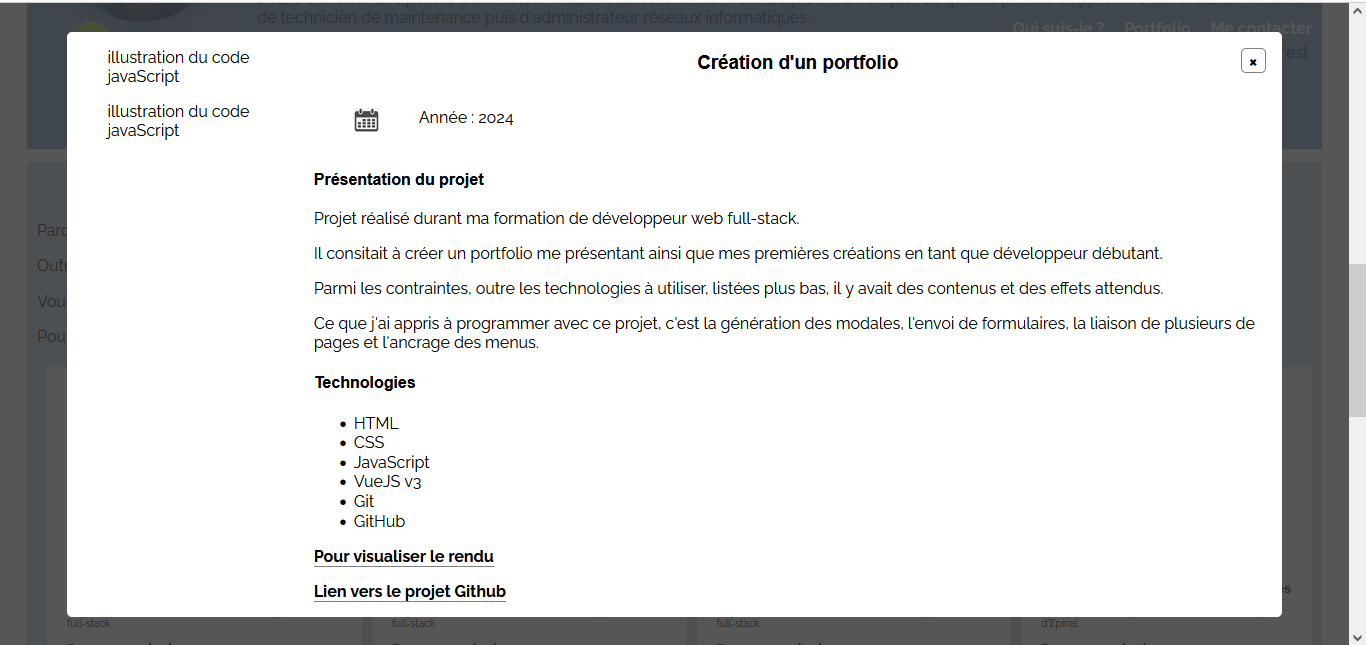 de technicien de maintenance puis d'administrateur réseaux informatiques.
Qui suis-je ? Portfolio Me contacter
illustration du code
javaScript
Création d'un portfolio
×
illustration du code
javaScript
Année : 2024
Présentation du projet
Projet réalisé durant ma formation de développeur web full-stack.
Il consitait à créer un portfolio me présentant ainsi que mes premières créations en tant que développeur débutant.
Parmi les contraintes, outre les technologies à utiliser, listées plus bas, il y avait des contenus et des effets attendus.
Ce que j'ai appris à programmer avec ce projet, c'est la génération des modales, l'envoi de formulaires, la liaison de plusieurs de
pages et l'ancrage des menus.
Technologies
• HTML
• CSS
• JavaScript
• VueJS v3
• Git
• GitHub
Pour visualiser le rendu
Lien vers le projet Github
full-stack. full-stack. full-stack. d'Epinal.